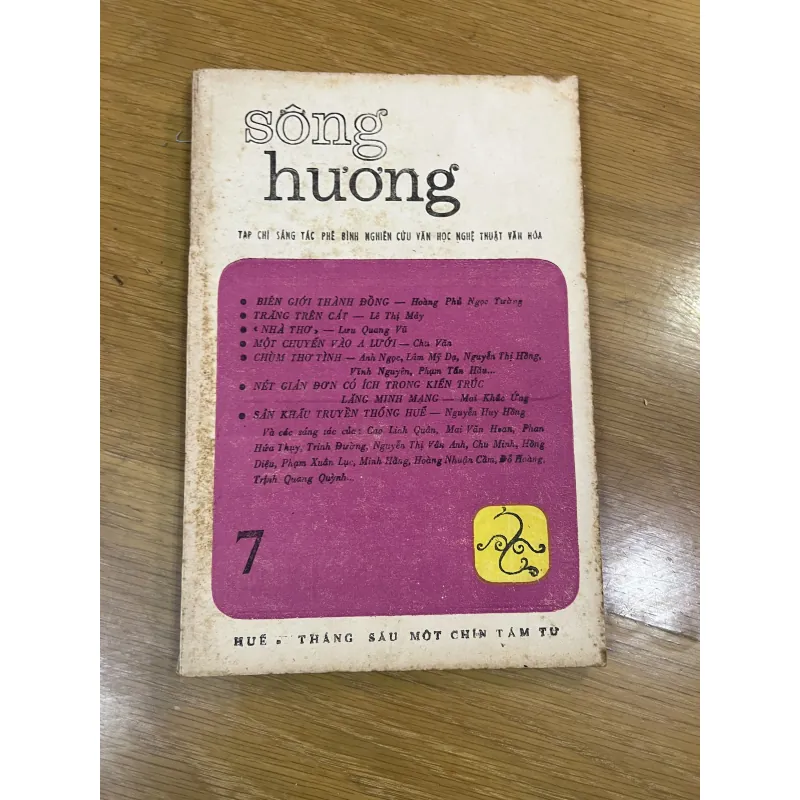 sông
hương
TẠP CHÍ SÁNG TÁC PHÊ BÌNH NGHIÊN CỨU VĂN HỌC NGHỆ THUẬT VĂN HÓA
● BIÊN GIỚI THÀNH ĐỒNG — Hoàng Phủ Ngọc Tường
● TRĂNG TRÊN CÁT — Lê Thị Mây
● « NHÀ THƠ » — Lưu Quang Vũ
● MỘT CHUYẾN VÀO A LƯỚI — Chu Văn
● CHÙM THƠ TÌNH — Anh Ngọc, Lâm Mỹ Dạ, Nguyễn Thị Hồng,
Vĩnh Nguyên, Phạm Tấn Hầu...
● NÉT GIẢN ĐƠN CÓ ÍCH TRONG KIẾN TRÚC
LĂNG MINH MẠNG — Mai Khắc Ứng
● SÂN KHẤU TRUYỀN THỐNG HUẾ — Nguyễn Huy Hồng
Và các sáng tác của : Cao Linh Quân, Mai Văn Hoan, Phan
Hứa Thụy, Trinh Đường, Nguyễn Thị Vân Anh, Chu Minh, Hồng
Diệu, Phạm Xuân Lục, Minh Hằng, Hoàng Nhuận Cầm, Đỗ Hoàng,
Trịnh Quang Quỳnh...
7
HUẾ . THÁNG SÁU MỘT CHÍN TÁM TƯ